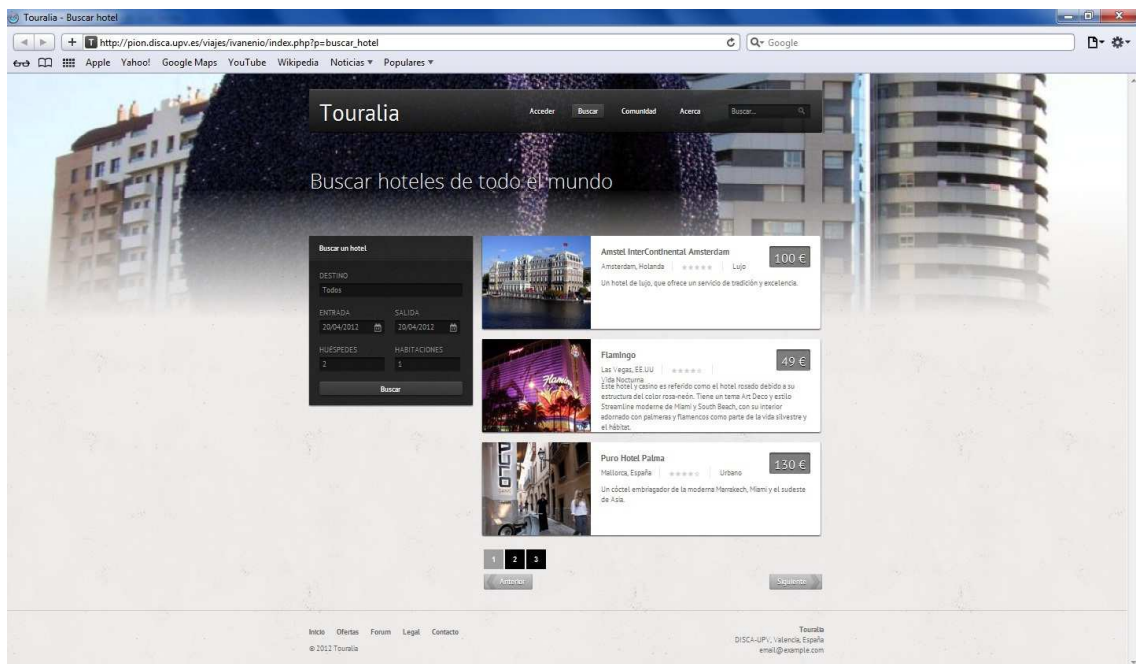 Touralia - Buscar hotel
http://pion.disca.upv.es/viajes/ivanenio/index.php?p=buscar_hotel
Google
Apple Yahoo! Google Maps YouTube Wikipedia Noticias Populares
Touralia
Acceder Buscar Comunidad Acerca Buscar...
Buscar hoteles de todo el mundo
Buscar un hotel
DESTINO
Todos
ENTRADA SALIDA
20/04/2012 20/04/2012
HUÉSPEDES HABITACIONES
2 1
Buscar
Amstel InterContinental Amsterdam
100 €
Amsterdam, Holanda Lujo
Un hotel de lujo, que ofrece un servicio de tradición y excelencia.
Flamingo
49 €
Las Vegas, EE.UU
Vida Nocturna
Este hotel y casino es referido como el hotel rosado debido a su
estructura del color rosa-neón. Tiene un tema Art Deco y estilo
Streamline moderne de Miami y South Beach, con su interior
adornado con palmeras y flamencos como parte de la vida silvestre y
el hábitat.
PURO
Puro Hotel Palma
130 €
Mallorca, España Urbano
Un cóctel embriagador de la moderna Marrakech, Miami y el sudeste
de Asia.
1 2 3
Anterior Siguiente
Inicio Ofertas Forum Legal Contacto
© 2012 Touralia
Touralia
DISCA-UPV, Valencia, España
email@example.com